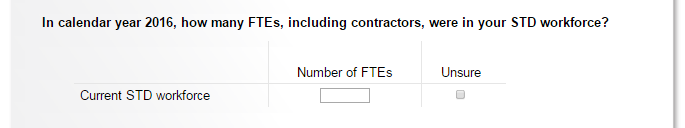 In calendar year 2016, how many FTEs, including contractors, were in your STD workforce?
Number of FTEs Unsure
Current STD workforce